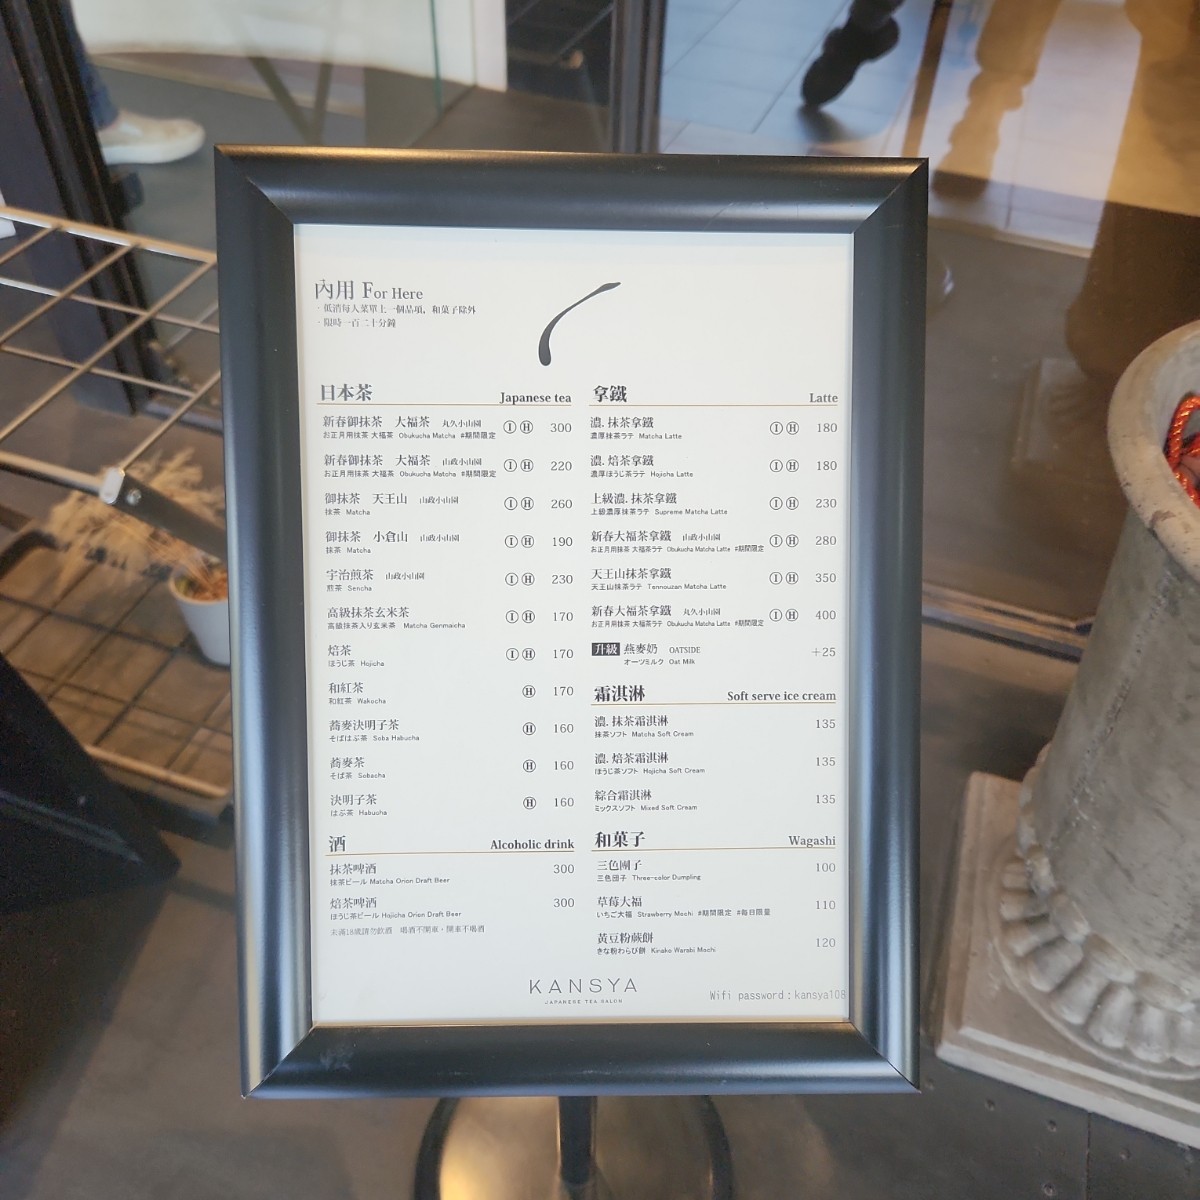 內用 For Here
· 低消每人菜單上一個品項，和菓子除外
· 限時一百二十分鐘
日本茶 Japanese tea
新春御抹茶 大福茶 丸久小山園 Ⓘ Ⓗ 300
お正月用抹茶 大福茶 Obukucha Matcha #期間限定
新春御抹茶 大福茶 山政小山園 Ⓘ Ⓗ 220
お正月用抹茶 大福茶 Obukucha Matcha #期間限定
御抹茶 天王山 山政小山園 Ⓘ Ⓗ 260
抹茶 Matcha
御抹茶 小倉山 山政小山園 Ⓘ Ⓗ 190
抹茶 Matcha
宇治煎茶 山政小山園 Ⓘ Ⓗ 230
煎茶 Sencha
高級抹茶玄米茶 Ⓘ Ⓗ 170
高級抹茶入り玄米茶 Matcha Genmaicha
焙茶 Ⓘ Ⓗ 170
ほうじ茶 Hojicha
和紅茶 Ⓗ 170
和紅茶 Wakocha
蕎麥決明子茶 Ⓗ 160
そばはぶ茶 Soba Habucha
蕎麥茶 Ⓗ 160
そば茶 Sobacha
決明子茶 Ⓗ 160
はぶ茶 Habucha
酒 Alcoholic drink
抹茶啤酒 300
抹茶ビール Matcha Orion Draft Beer
焙茶啤酒 300
ほうじ茶ビール Hojicha Orion Draft Beer
未滿18歲請勿飲酒 喝酒不開車、開車不喝酒
拿鐵 Latte
濃. 抹茶拿鐵 Ⓘ Ⓗ 180
濃厚抹茶ラテ Matcha Latte
濃. 焙茶拿鐵 Ⓘ Ⓗ 180
濃厚ほうじ茶ラテ Hojicha Latte
上級濃. 抹茶拿鐵 Ⓘ Ⓗ 230
上級濃厚抹茶ラテ Supreme Matcha Latte
新春大福茶拿鐵 山政小山園 Ⓘ Ⓗ 280
お正月用抹茶 大福茶ラテ Obukucha Matcha Latte #期間限定
天王山抹茶拿鐵 Ⓘ Ⓗ 350
天王山抹茶ラテ Tennouzan Matcha Latte
新春大福茶拿鐵 丸久小山園 Ⓘ Ⓗ 400
お正月用抹茶 大福茶ラテ Obukucha Matcha Latte #期間限定
升級 燕麥奶 OATSIDE +25
オーツミルク Oat Milk
霜淇淋 Soft serve ice cream
濃. 抹茶霜淇淋 135
抹茶ソフト Matcha Soft Cream
濃. 焙茶霜淇淋 135
ほうじ茶ソフト Hojicha Soft Cream
綜合霜淇淋 135
ミックスソフト Mixed Soft Cream
和菓子 Wagashi
三色團子 100
三色団子 Three-color Dumpling
草莓大福 110
いちご大福 Strawberry Mochi #期間限定 #每日限量
黃豆粉蕨餅 120
きな粉わらび餅 Kinako Warabi Mochi
KANSYA
JAPANESE TEA SALON
Wifi password：kansya108